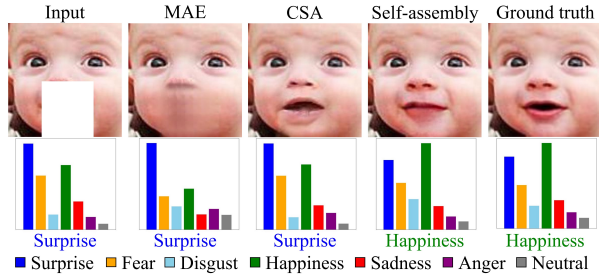 Input MAE CSA Self-assembly Ground truth
Surprise Surprise Surprise Happiness Happiness
Surprise Fear Disgust Happiness Sadness Anger Neutral